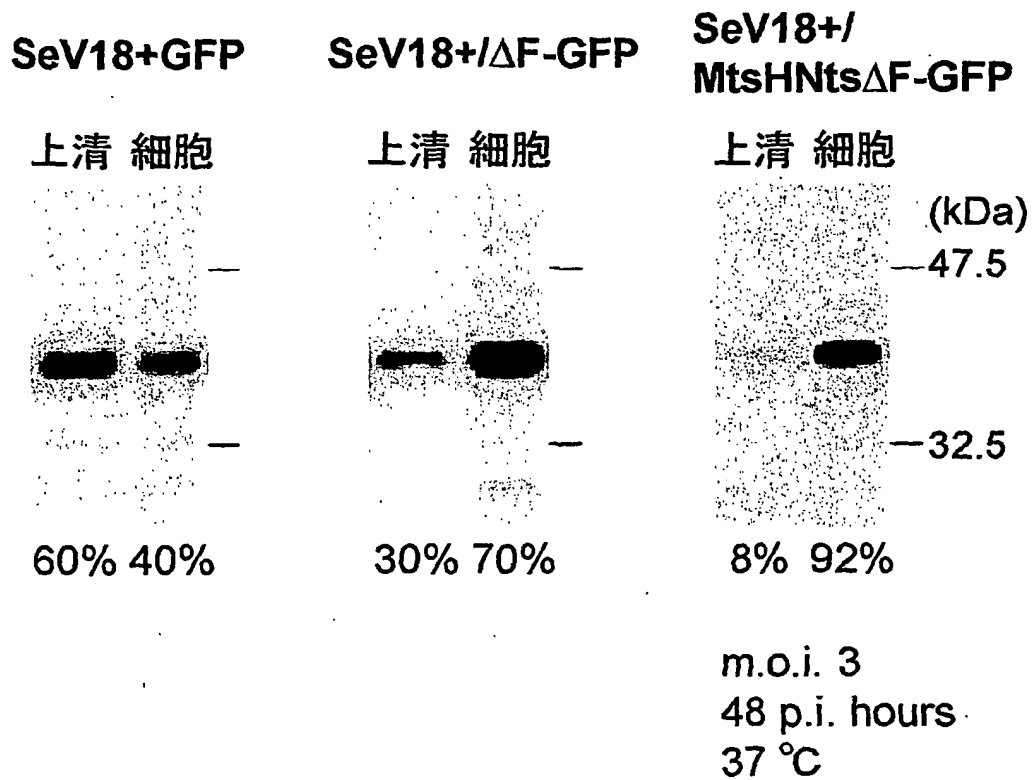 SeV18+GFP
SeV18+/ΔF-GFP
SeV18+/
MtsHNtsΔF-GFP
上清 細胞
上清 細胞
上清 細胞
(kDa)
47.5
32.5
60% 40%
30% 70%
8% 92%
m.o.i. 3
48 p.i. hours
37 °C